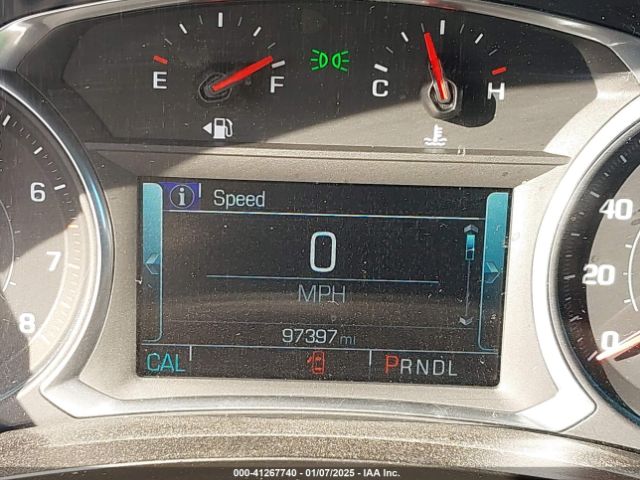 E F
C H
6
7
8
i Speed
0
MPH
97397 mi
CAL PRNDL
40
20
0
000-41267740 - 01/07/2025 - IAA Inc.